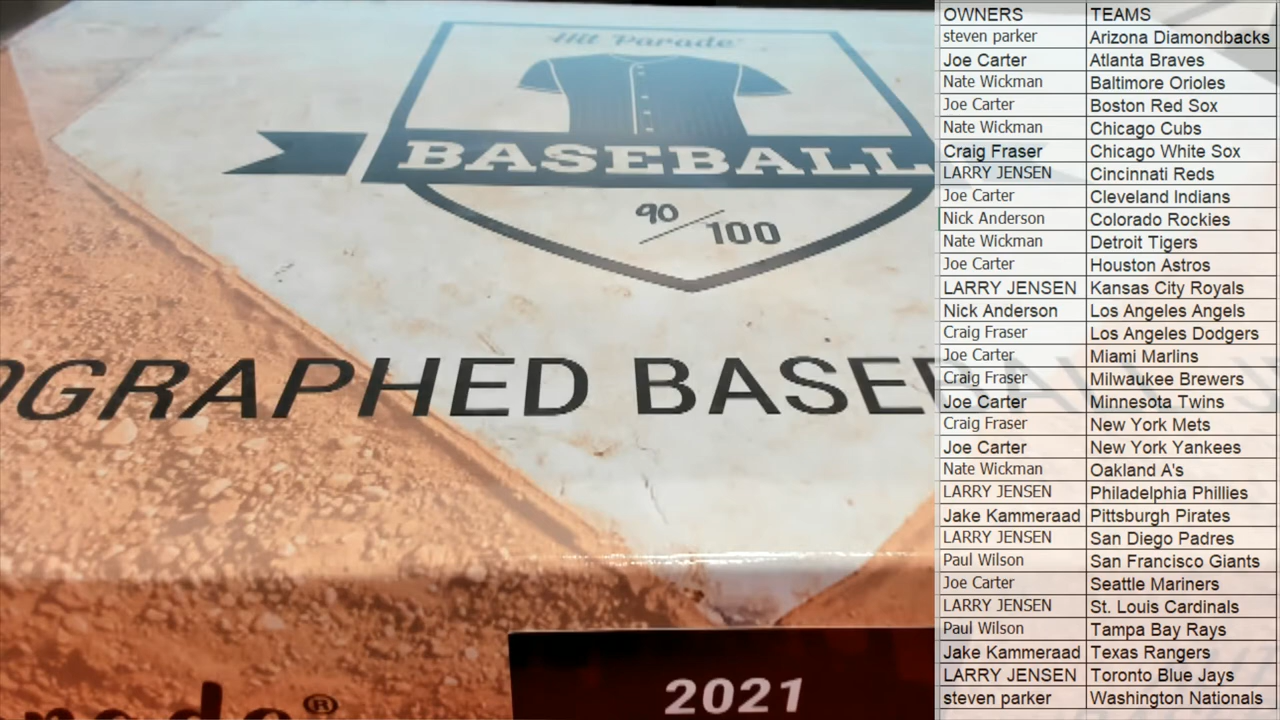 Hit Parade
BASEBALL
90/100
OGRAPHED BASEBALL
2021
®
OWNERS TEAMS
steven parker Arizona Diamondbacks
Joe Carter Atlanta Braves
Nate Wickman Baltimore Orioles
Joe Carter Boston Red Sox
Nate Wickman Chicago Cubs
Craig Fraser Chicago White Sox
LARRY JENSEN Cincinnati Reds
Joe Carter Cleveland Indians
Nick Anderson Colorado Rockies
Nate Wickman Detroit Tigers
Joe Carter Houston Astros
LARRY JENSEN Kansas City Royals
Nick Anderson Los Angeles Angels
Craig Fraser Los Angeles Dodgers
Joe Carter Miami Marlins
Craig Fraser Milwaukee Brewers
Joe Carter Minnesota Twins
Craig Fraser New York Mets
Joe Carter New York Yankees
Nate Wickman Oakland A's
LARRY JENSEN Philadelphia Phillies
Jake Kammeraad Pittsburgh Pirates
LARRY JENSEN San Diego Padres
Paul Wilson San Francisco Giants
Joe Carter Seattle Mariners
LARRY JENSEN St. Louis Cardinals
Paul Wilson Tampa Bay Rays
Jake Kammeraad Texas Rangers
LARRY JENSEN Toronto Blue Jays
steven parker Washington Nationals